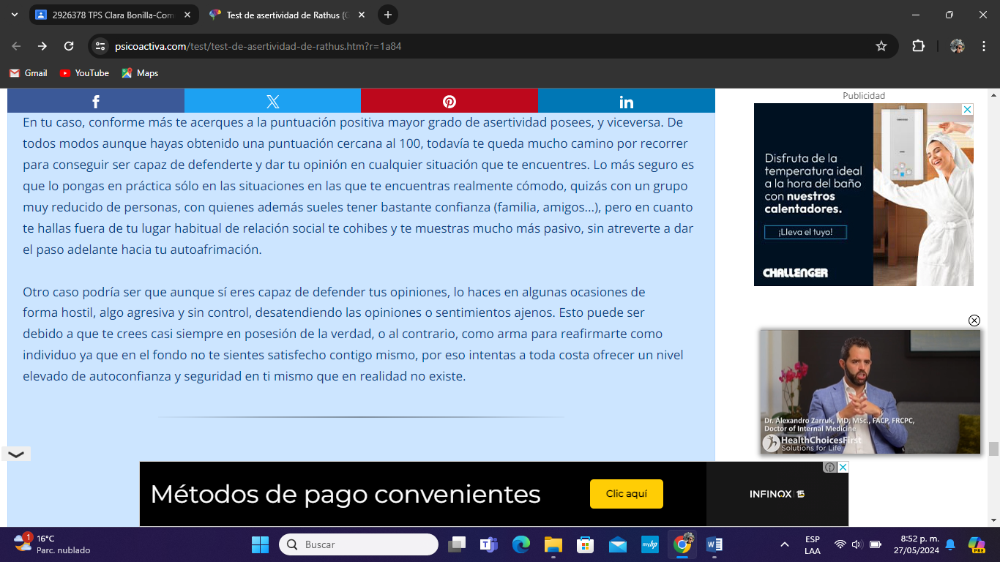 2926378 TPS Clara Bonilla-Com
Test de asertividad de Rathus (C
psicoactiva.com/test/test-de-asertividad-de-rathus.htm?r=1a84
Gmail
YouTube
Maps
En tu caso, conforme más te acerques a la puntuación positiva mayor grado de asertividad posees, y viceversa. De
todos modos aunque hayas obtenido una puntuación cercana al 100, todavía te queda mucho camino por recorrer
para conseguir ser capaz de defenderte y dar tu opinión en cualquier situación que te encuentres. Lo más seguro es
que lo pongas en práctica sólo en las situaciones en las que te encuentras realmente cómodo, quizás con un grupo
muy reducido de personas, con quienes además sueles tener bastante confianza (familia, amigos...), pero en cuanto
te hallas fuera de tu lugar habitual de relación social te cohibes y te muestras mucho más pasivo, sin atreverte a dar
el paso adelante hacia tu autoafrimación.
Otro caso podría ser que aunque sí eres capaz de defender tus opiniones, lo haces en algunas ocasiones de
forma hostil, algo agresiva y sin control, desatendiendo las opiniones o sentimientos ajenos. Esto puede ser
debido a que te crees casi siempre en posesión de la verdad, o al contrario, como arma para reafirmarte como
individuo ya que en el fondo no te sientes satisfecho contigo mismo, por eso intentas a toda costa ofrecer un nivel
elevado de autoconfianza y seguridad en ti mismo que en realidad no existe.
Publicidad
Disfruta de la
temperatura ideal
a la hora del baño
con nuestros
calentadores.
¡Lleva el tuyo!
CHALLENGER
Dr. Alexandro Zarruk, MD, MSc., FACP, FRCPC,
Doctor of Internal Medicine
HealthChoicesFirst
Solutions for Life
Métodos de pago convenientes
Clic aquí
INFINOX 15
1
16°C
Parc. nublado
Buscar
myhp
ESP
LAA
8:52 p. m.
27/05/2024
PRE